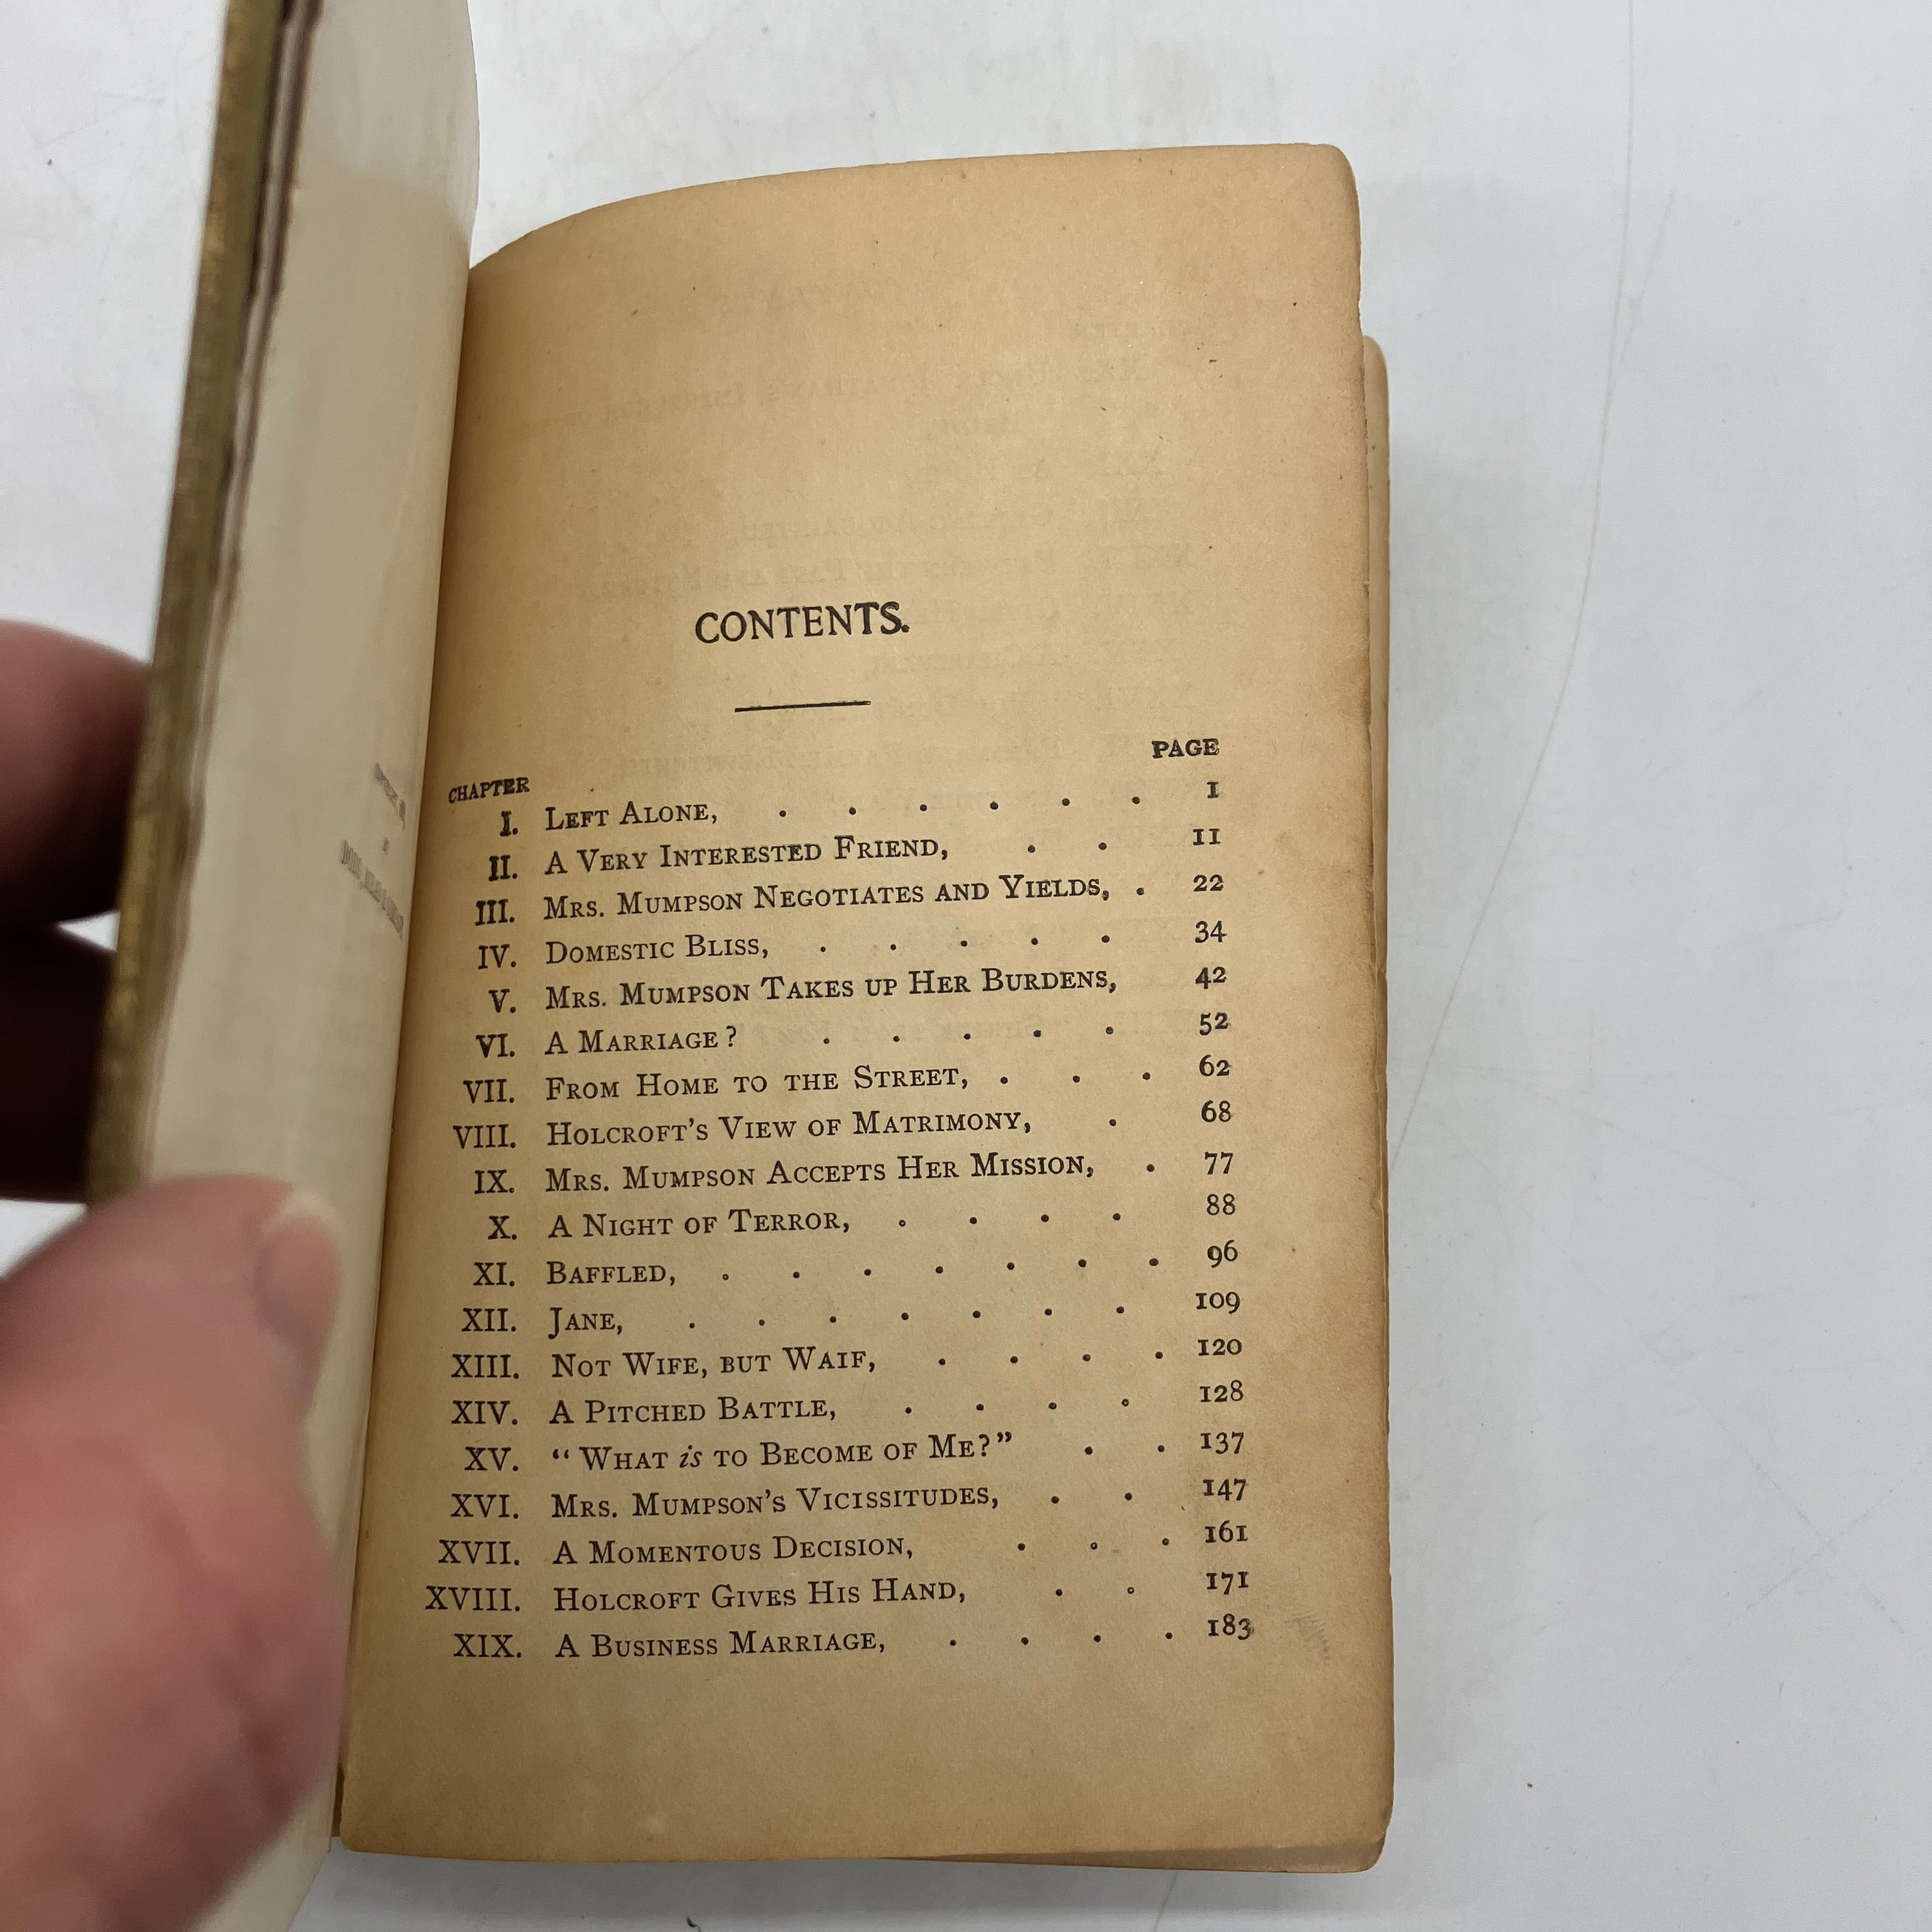 CONTENTS.
CHAPTER PAGE
I. LEFT ALONE, . . . . . . 1
II. A VERY INTERESTED FRIEND, . . 11
III. MRS. MUMPSON NEGOTIATES AND YIELDS, . 22
IV. DOMESTIC BLISS, . . . . . 34
V. MRS. MUMPSON TAKES UP HER BURDENS, 42
VI. A MARRIAGE? . . . . . 52
VII. FROM HOME TO THE STREET, . . . 62
VIII. HOLCROFT'S VIEW OF MATRIMONY, . 68
IX. MRS. MUMPSON ACCEPTS HER MISSION, . 77
X. A NIGHT OF TERROR, . . . . 88
XI. BAFFLED, . . . . . . . 96
XII. JANE, . . . . . . . 109
XIII. NOT WIFE, BUT WAIF, . . . . 120
XIV. A PITCHED BATTLE, . . . . 128
XV. “WHAT is TO BECOME OF ME?” . . 137
XVI. MRS. MUMPSON'S VICISSITUDES, . . 147
XVII. A MOMENTOUS DECISION, . . . 161
XVIII. HOLCROFT GIVES HIS HAND, . . 171
XIX. A BUSINESS MARRIAGE, . . . . 183